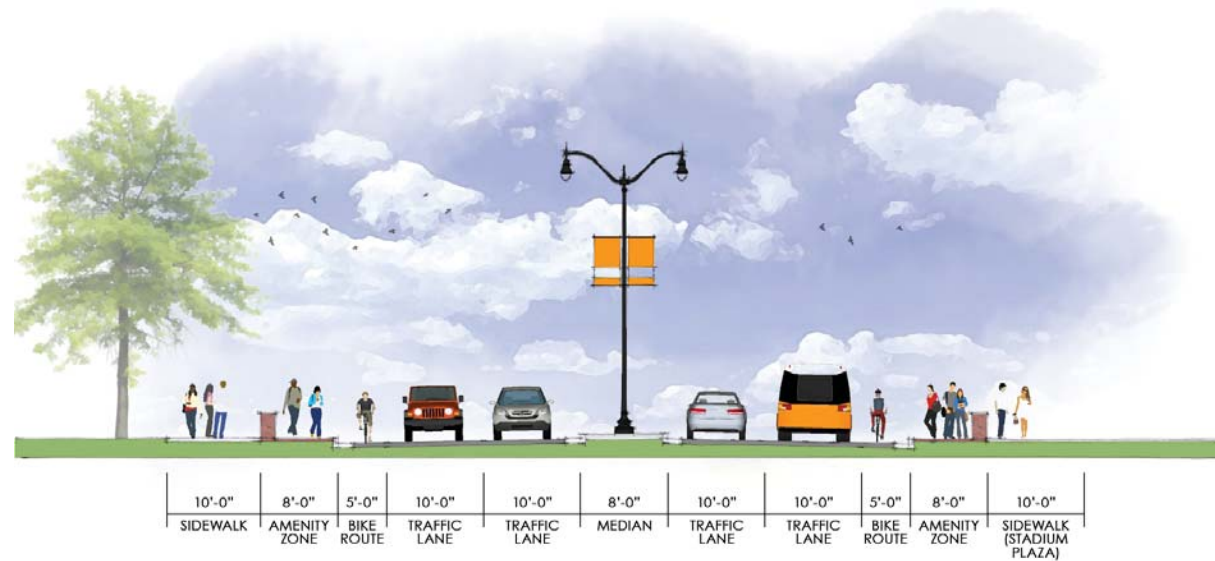 10'-0" 8'-0" 5'-0" 10'-0" 10'-0" 8'-0" 10'-0" 10'-0" 5'-0" 8'-0" 10'-0"
SIDEWALK AMENITY BIKE TRAFFIC TRAFFIC MEDIAN TRAFFIC TRAFFIC BIKE AMENITY SIDEWALK
ZONE ROUTE LANE LANE LANE LANE ROUTE ZONE (STADIUM
PLAZA)